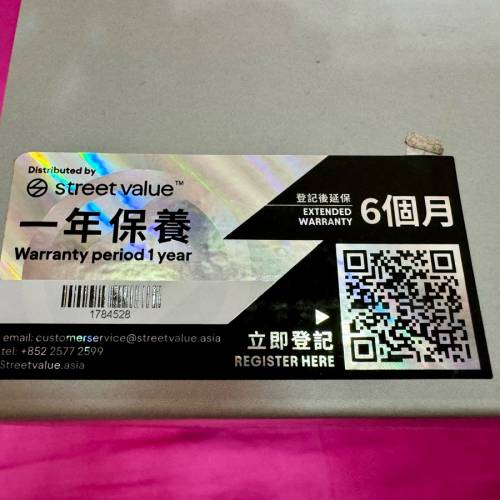 Distributed by
street value™
一年保養
Warranty period 1 year
1784528
email: customerservice@streetvalue.asia
tel: +852 2577 2599
Streetvalue.asia
登記後延保
EXTENDED
WARRANTY
6個月
立即登記
REGISTER HERE